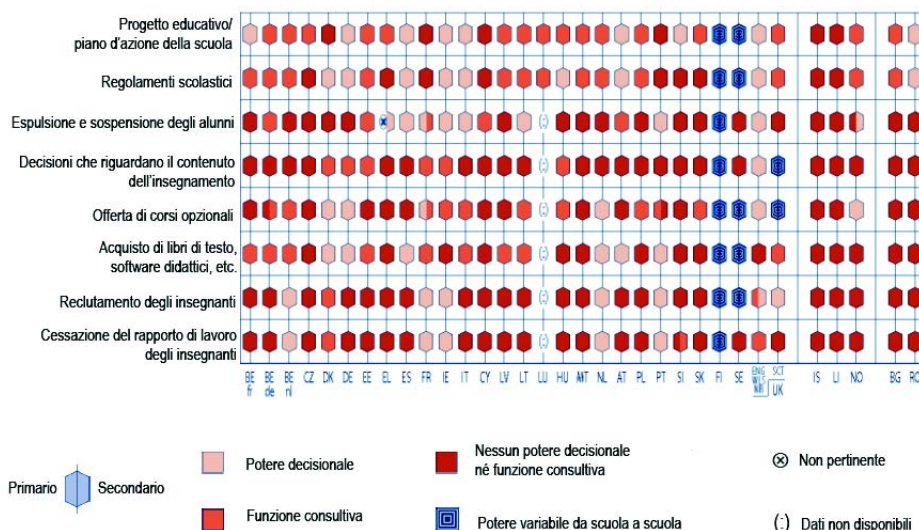 Progetto educativo/
piano d'azione della scuola
Regolamenti scolastici
Espulsione e sospensione degli alunni
Decisioni che riguardano il contenuto
dell'insegnamento
Offerta di corsi opzionali
Acquisto di libri di testo,
software didattici, etc.
Reclutamento degli insegnanti
Cessazione del rapporto di lavoro
degli insegnanti
(:) (:) (:) (:) (:) (:)
BE fr BE de BE nl CZ DK DE EE EL ES FR IE IT CY LV LT LU HU MT NL AT PL PT SI SK FI SE ENG WLS NIR SCT UK IS LI NO BG RO
Primario Secondario
Potere decisionale
Nessun potere decisionale
né funzione consultiva
Non pertinente
Funzione consultiva
Potere variabile da scuola a scuola
(:) Dati non disponibili